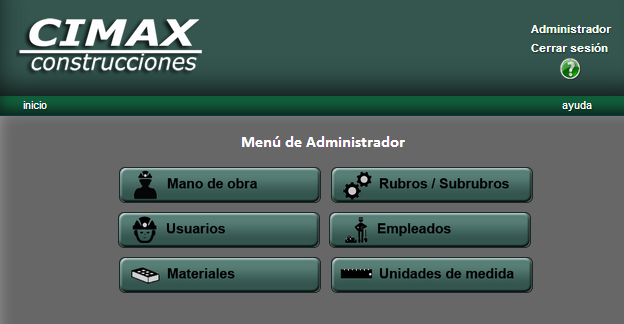 CIMAX
construcciones
Administrador
Cerrar sesión
?
inicio
ayuda
Menú de Administrador
Mano de obra
Rubros / Subrubros
Usuarios
Empleados
Materiales
Unidades de medida